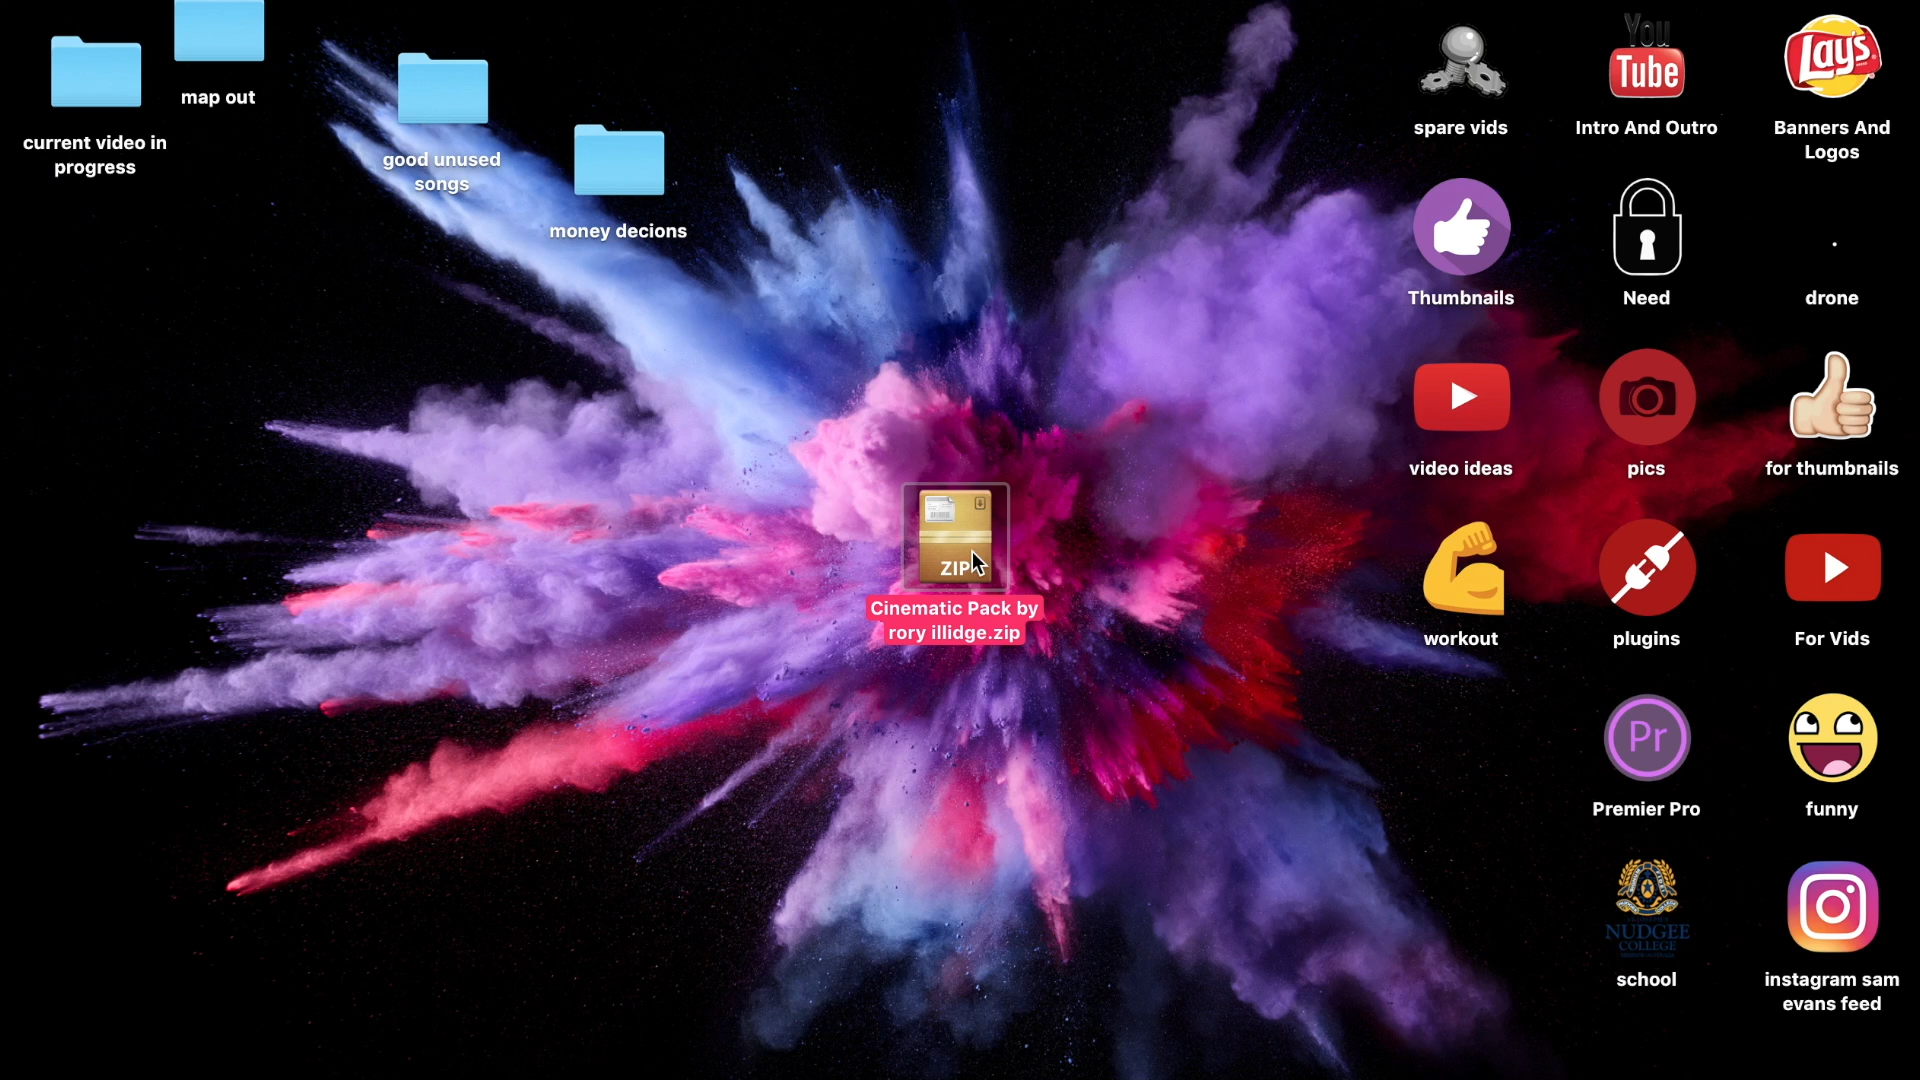 map out
current video in
progress
good unused
songs
money decions
ZIP
Cinematic Pack by
rory illidge.zip
spare vids
You
Tube
Intro And Outro
Lay's
Banners And
Logos
Thumbnails
Need
drone
video ideas
pics
for thumbnails
workout
plugins
For Vids
Pr
Premier Pro
funny
NUDGEE
COLLEGE
school
instagram sam
evans feed